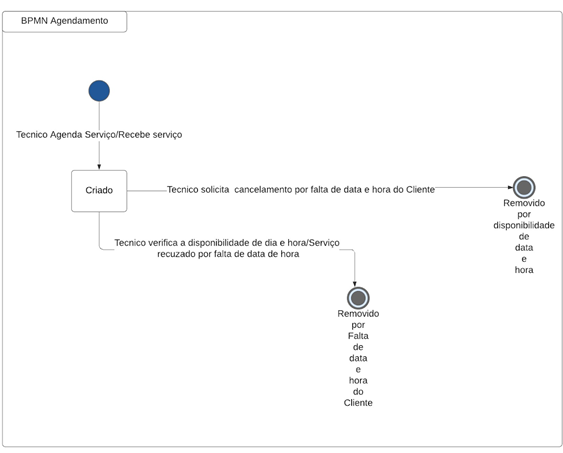 BPMN Agendamento
Tecnico Agenda Serviço/Recebe serviço
Criado
Tecnico solicita cancelamento por falta de data e hora do Cliente
Removido
por
disponibilidade
de
data
e
hora
Tecnico verifica a disponibilidade de dia e hora/Serviço
recuzado por falta de data de hora
Removido
por
Falta
de
data
e
hora
do
Cliente